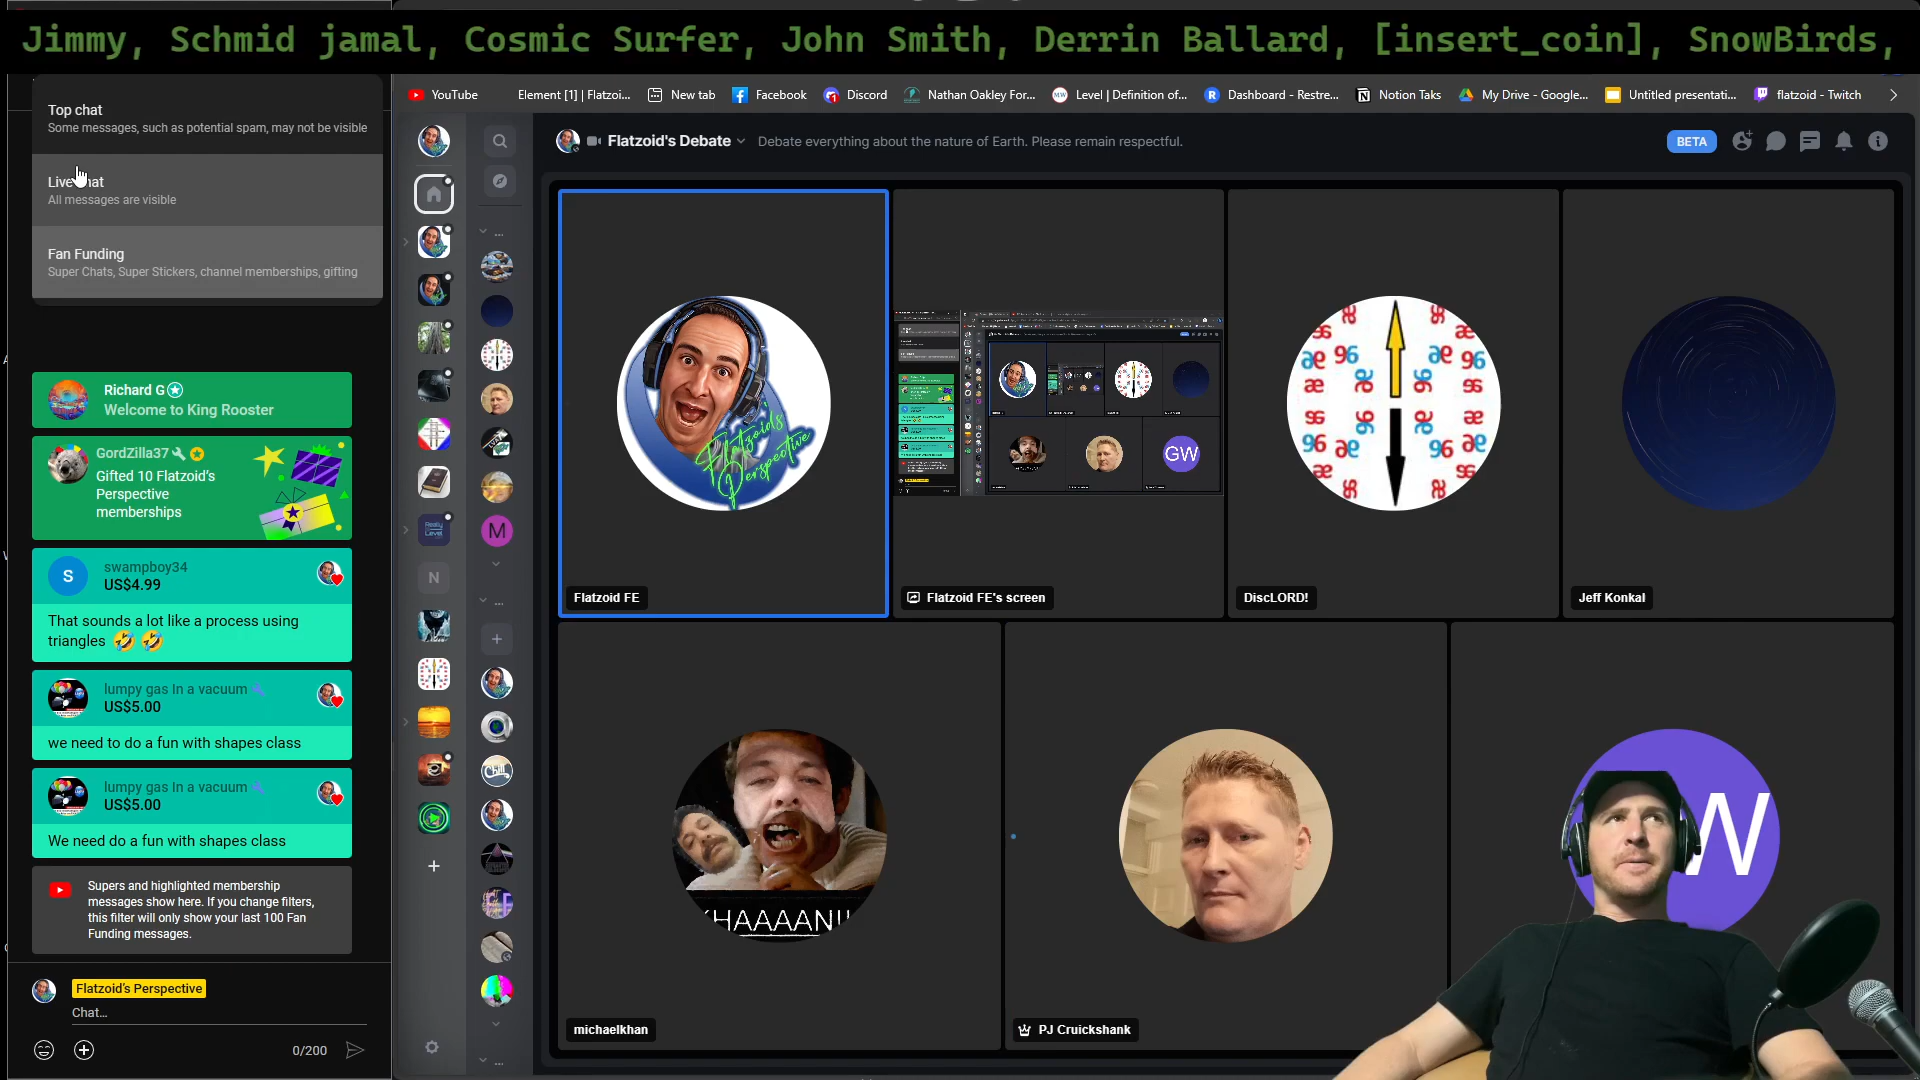 Jimmy, Schmid jamal, Cosmic Surfer, John Smith, Derrin Ballard, [insert_coin], SnowBirds,
Top chat
Some messages, such as potential spam, may not be visible
Live chat
All messages are visible
Fan Funding
Super Chats, Super Stickers, channel memberships, gifting
Richard G
Welcome to King Rooster
GordZilla37
Gifted 10 Flatzoid's
Perspective
memberships
S
swampboy34
US$4.99
That sounds a lot like a process using
triangles 🤣 🤣
lumpy gas In a vacuum
US$5.00
we need to do a fun with shapes class
lumpy gas In a vacuum
US$5.00
We need do a fun with shapes class
Supers and highlighted membership
messages show here. If you change filters,
this filter will only show your last 100 Fan
Funding messages.
Flatzoid's Perspective
Chat...
0/200
YouTube
Element [1] | Flatzoi...
New tab
Facebook
Discord
Nathan Oakley For...
Level | Definition of...
Dashboard - Restre...
Notion Taks
My Drive - Google...
Untitled presentati...
flatzoid - Twitch
Flatzoid's Debate
Debate everything about the nature of Earth. Please remain respectful.
BETA
N
M
Flatzoids
Perspective
Flatzoid FE
GW
Flatzoid FE's screen
DiscLORD!
Jeff Konkal
KHAAAN!!
michaelkhan
PJ Cruickshank
W